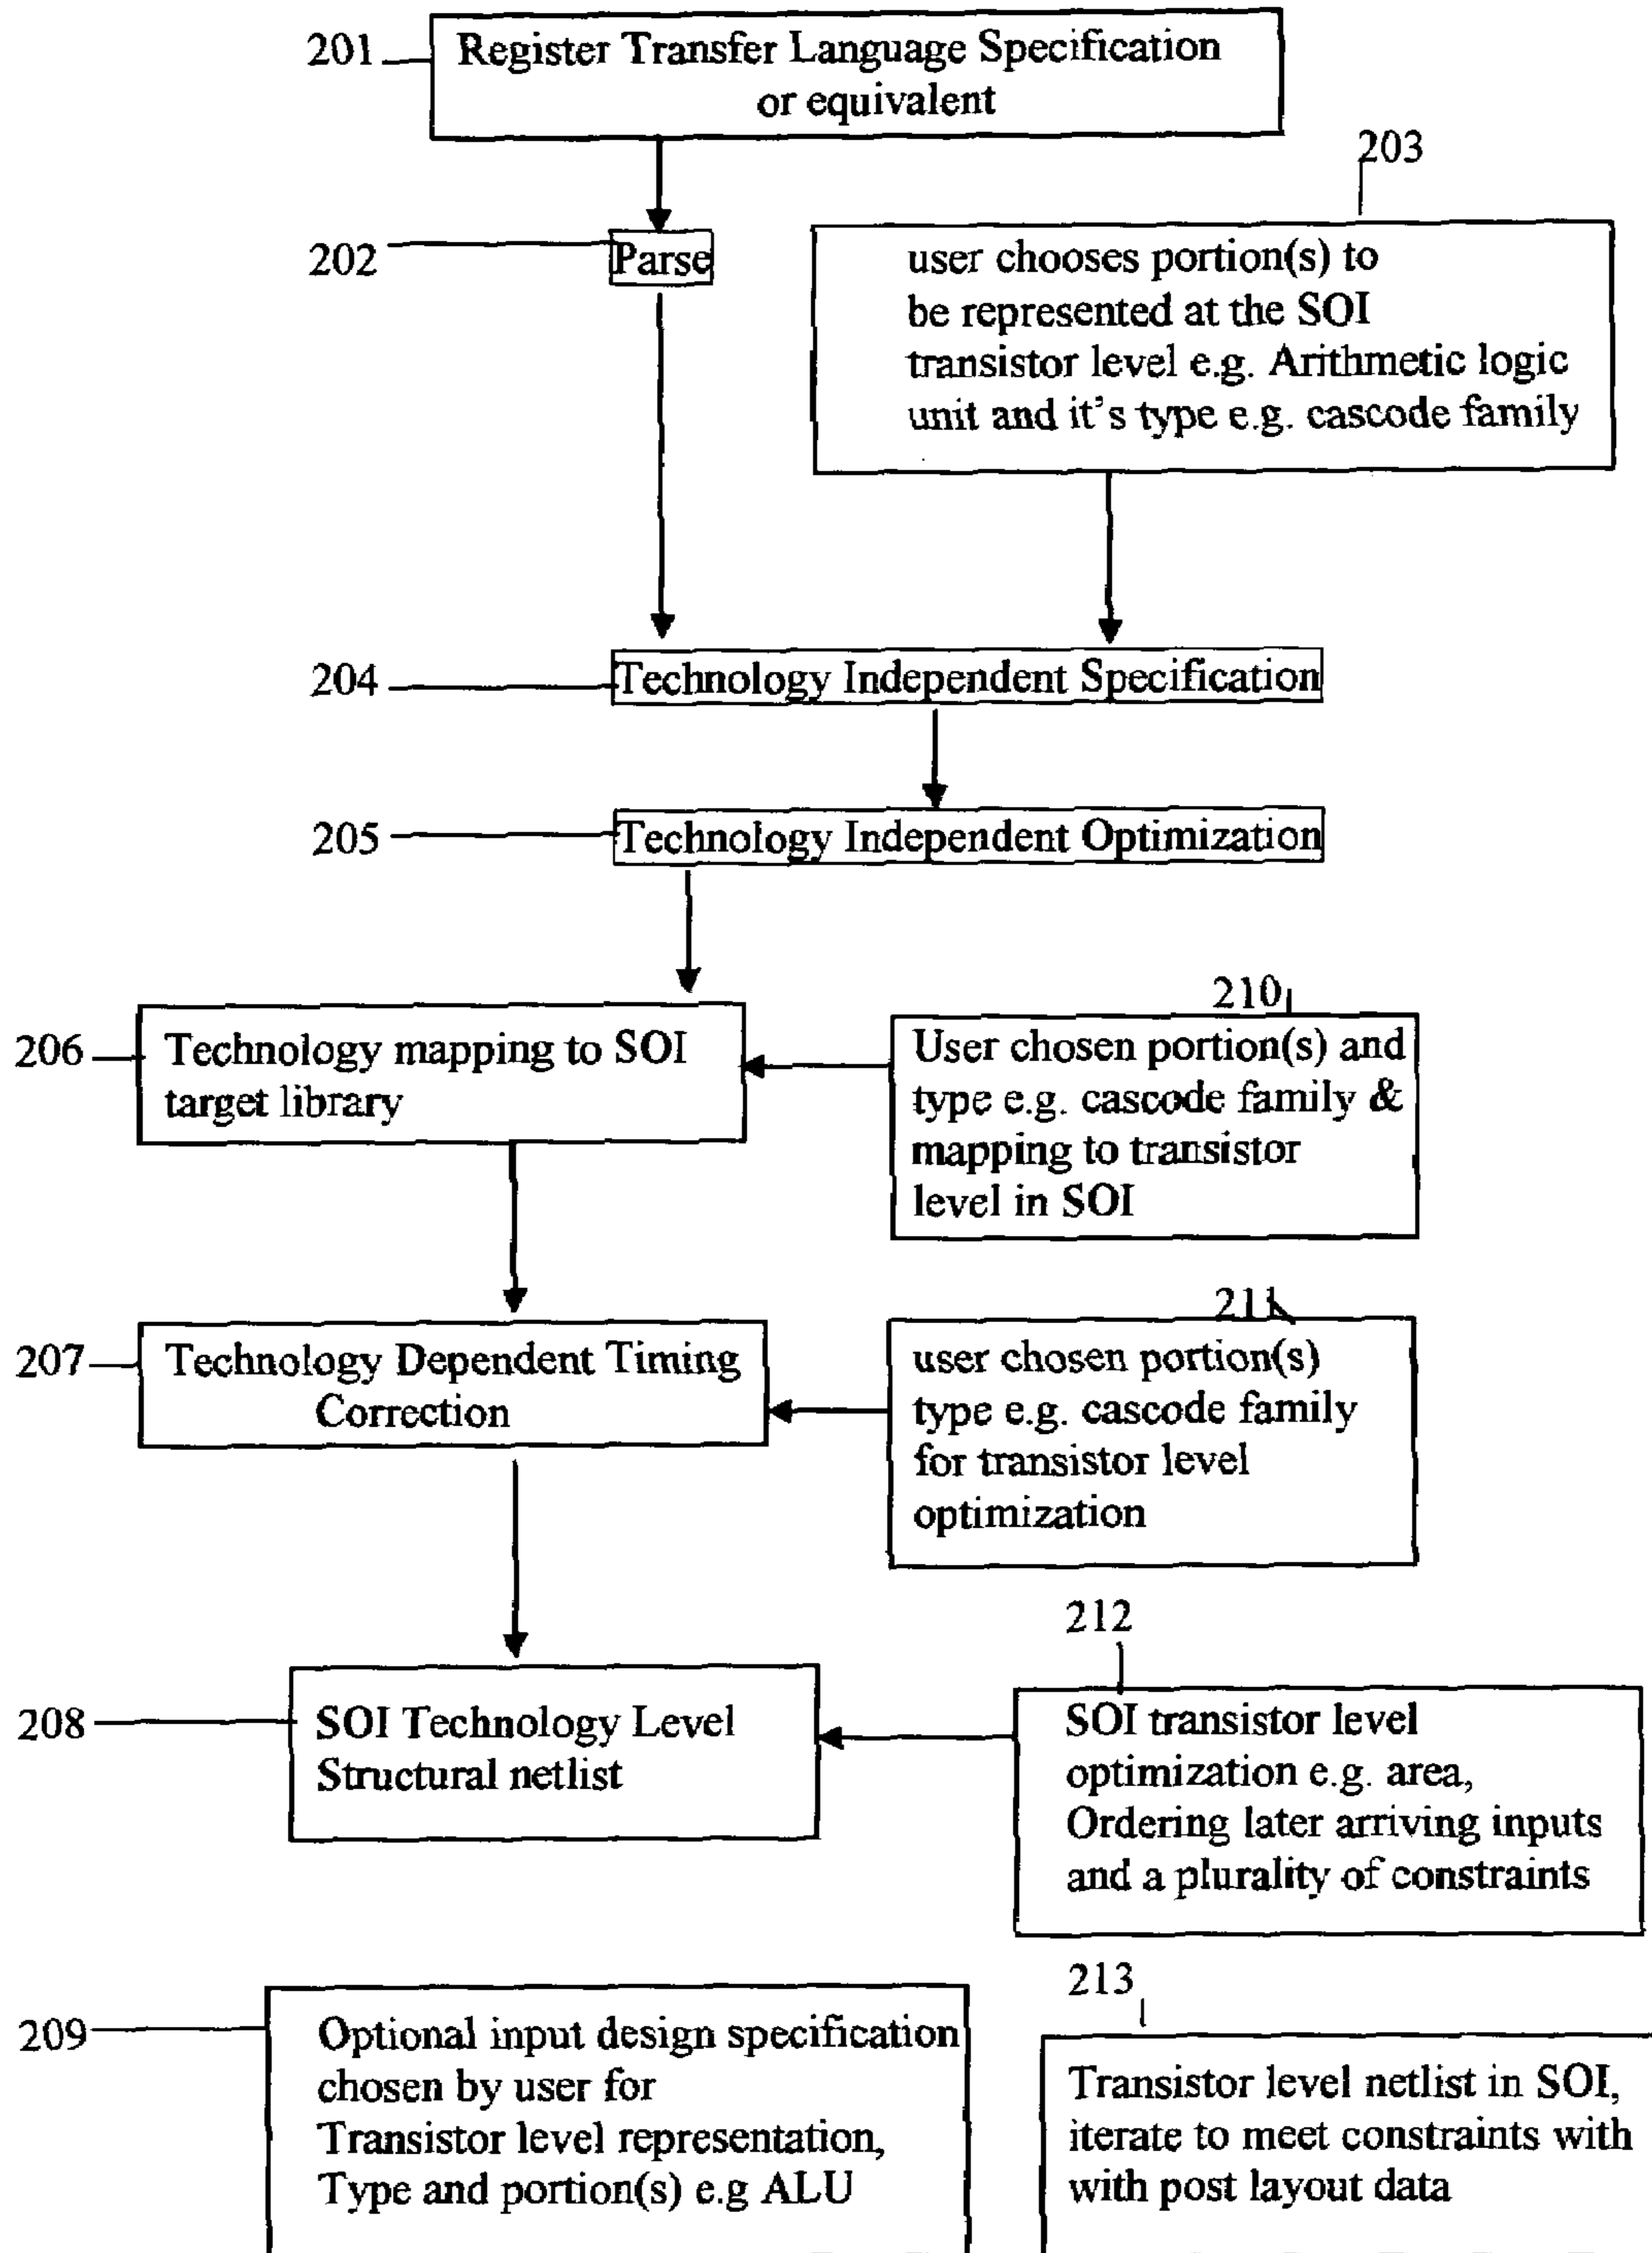 201
Register Transfer Language Specification
or equivalent
203
202
Parse
user chooses portion(s) to
be represented at the SOI
transistor level e.g. Arithmetic logic
unit and it's type e.g. cascode family
204
Technology Independent Specification
205
Technology Independent Optimization
210
206
Technology mapping to SOI
target library
User chosen portion(s) and
type e.g. cascode family &
mapping to transistor
level in SOI
211
207
Technology Dependent Timing
Correction
user chosen portion(s)
type e.g. cascode family
for transistor level
optimization
212
208
SOI Technology Level
Structural netlist
SOI transistor level
optimization e.g. area,
Ordering later arriving inputs
and a plurality of constraints
213
209
Optional input design specification
chosen by user for
Transistor level representation,
Type and portion(s) e.g ALU
Transistor level netlist in SOI,
iterate to meet constraints with
with post layout data